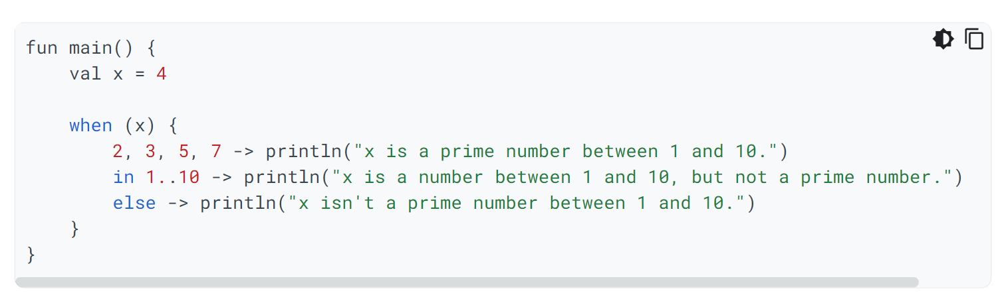 fun main() {
    val x = 4

    when (x) {
        2, 3, 5, 7 -> println("x is a prime number between 1 and 10.")
        in 1..10 -> println("x is a number between 1 and 10, but not a prime number.")
        else -> println("x isn't a prime number between 1 and 10.")
    }
}